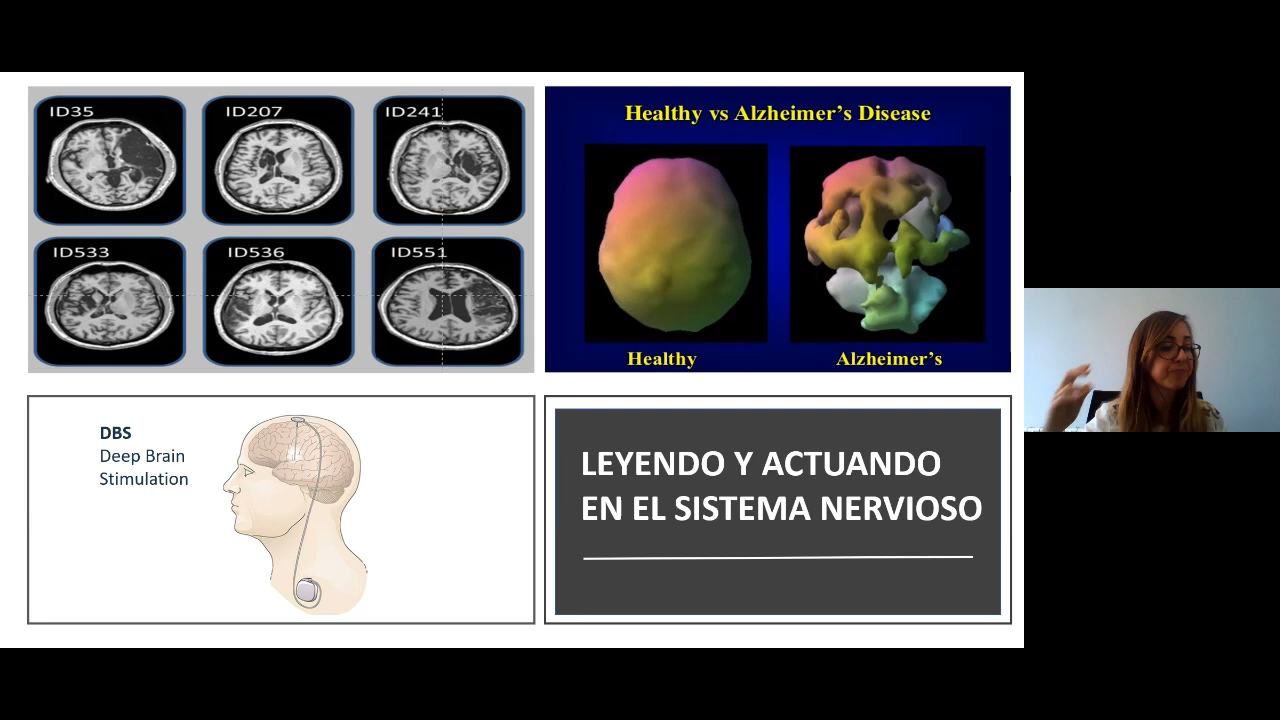 ID35
ID207
ID241
ID533
ID536
ID551
Healthy vs Alzheimer's Disease
Healthy
Alzheimer's
DBS
Deep Brain
Stimulation
LEYENDO Y ACTUANDO
EN EL SISTEMA NERVIOSO